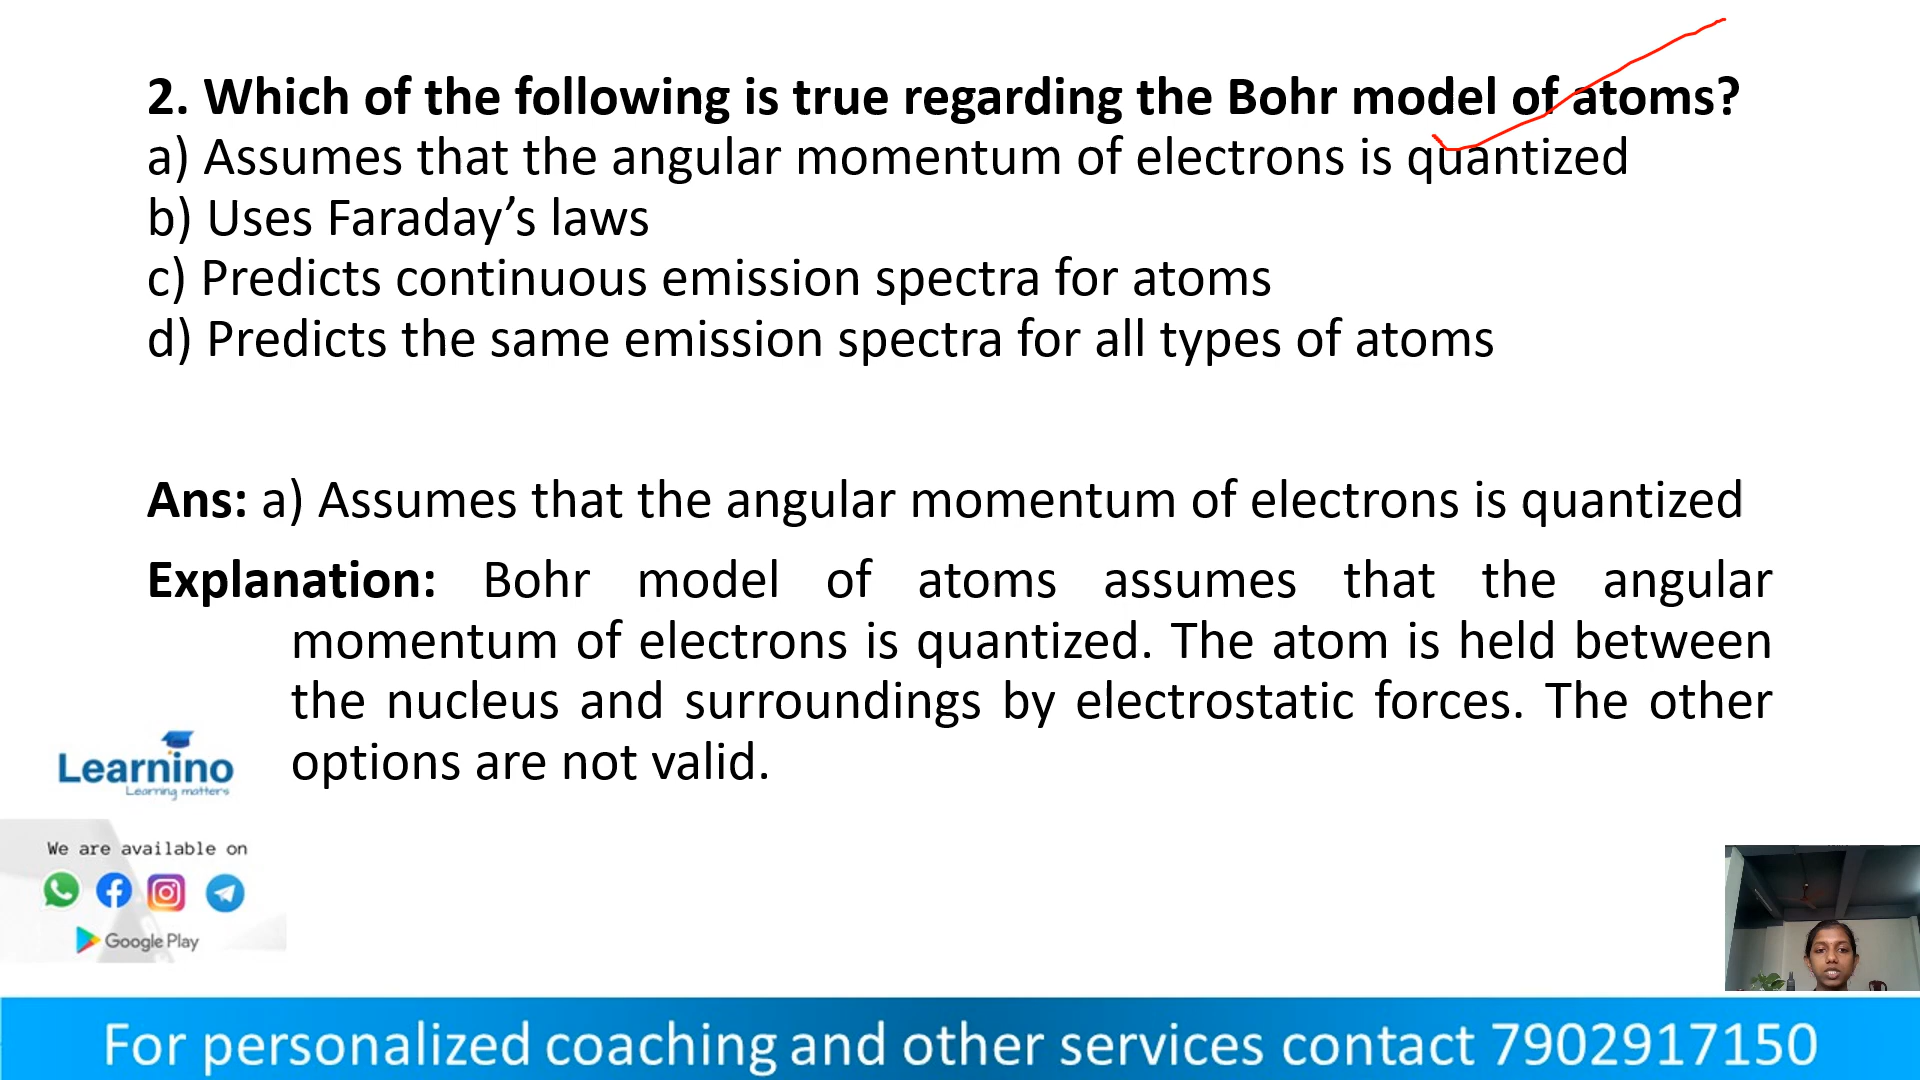 2. Which of the following is true regarding the Bohr model of atoms?
a) Assumes that the angular momentum of electrons is quantized
b) Uses Faraday’s laws
c) Predicts continuous emission spectra for atoms
d) Predicts the same emission spectra for all types of atoms
Ans: a) Assumes that the angular momentum of electrons is quantized
Explanation: Bohr model of atoms assumes that the angular
momentum of electrons is quantized. The atom is held between
the nucleus and surroundings by electrostatic forces. The other
options are not valid.
Learnino
Learning matters
We are available on
Google Play
For personalized coaching and other services contact 7902917150